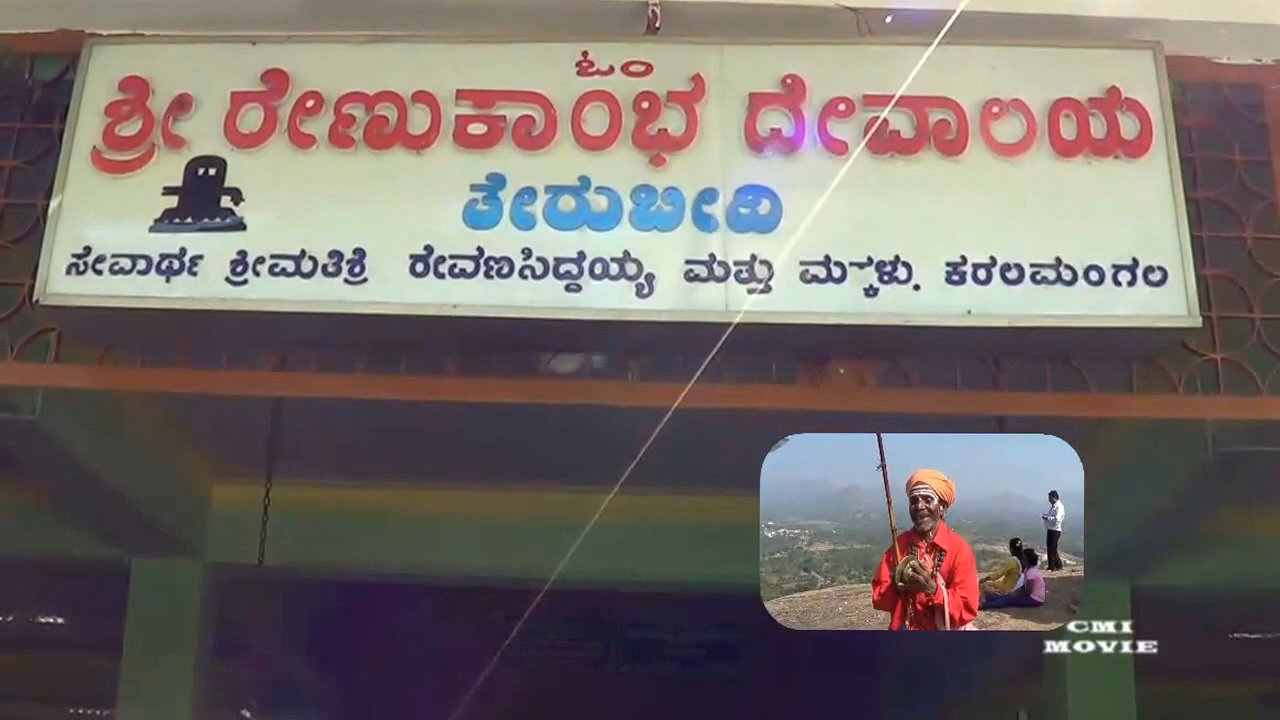 ಓಂ
ಶ್ರೀ ರೇಣುಕಾಂಭ ದೇವಾಲಯ
ತೇರುಬೀದಿ
ಸೇವಾರ್ಥ ಶ್ರೀಮತಿಶ್ರಿ ರೇವಣಸಿದ್ದಯ್ಯ ಮತ್ತು ಮಕ್ಕಳು. ಕರಲಮಂಗಲ
CMI
MOVIE